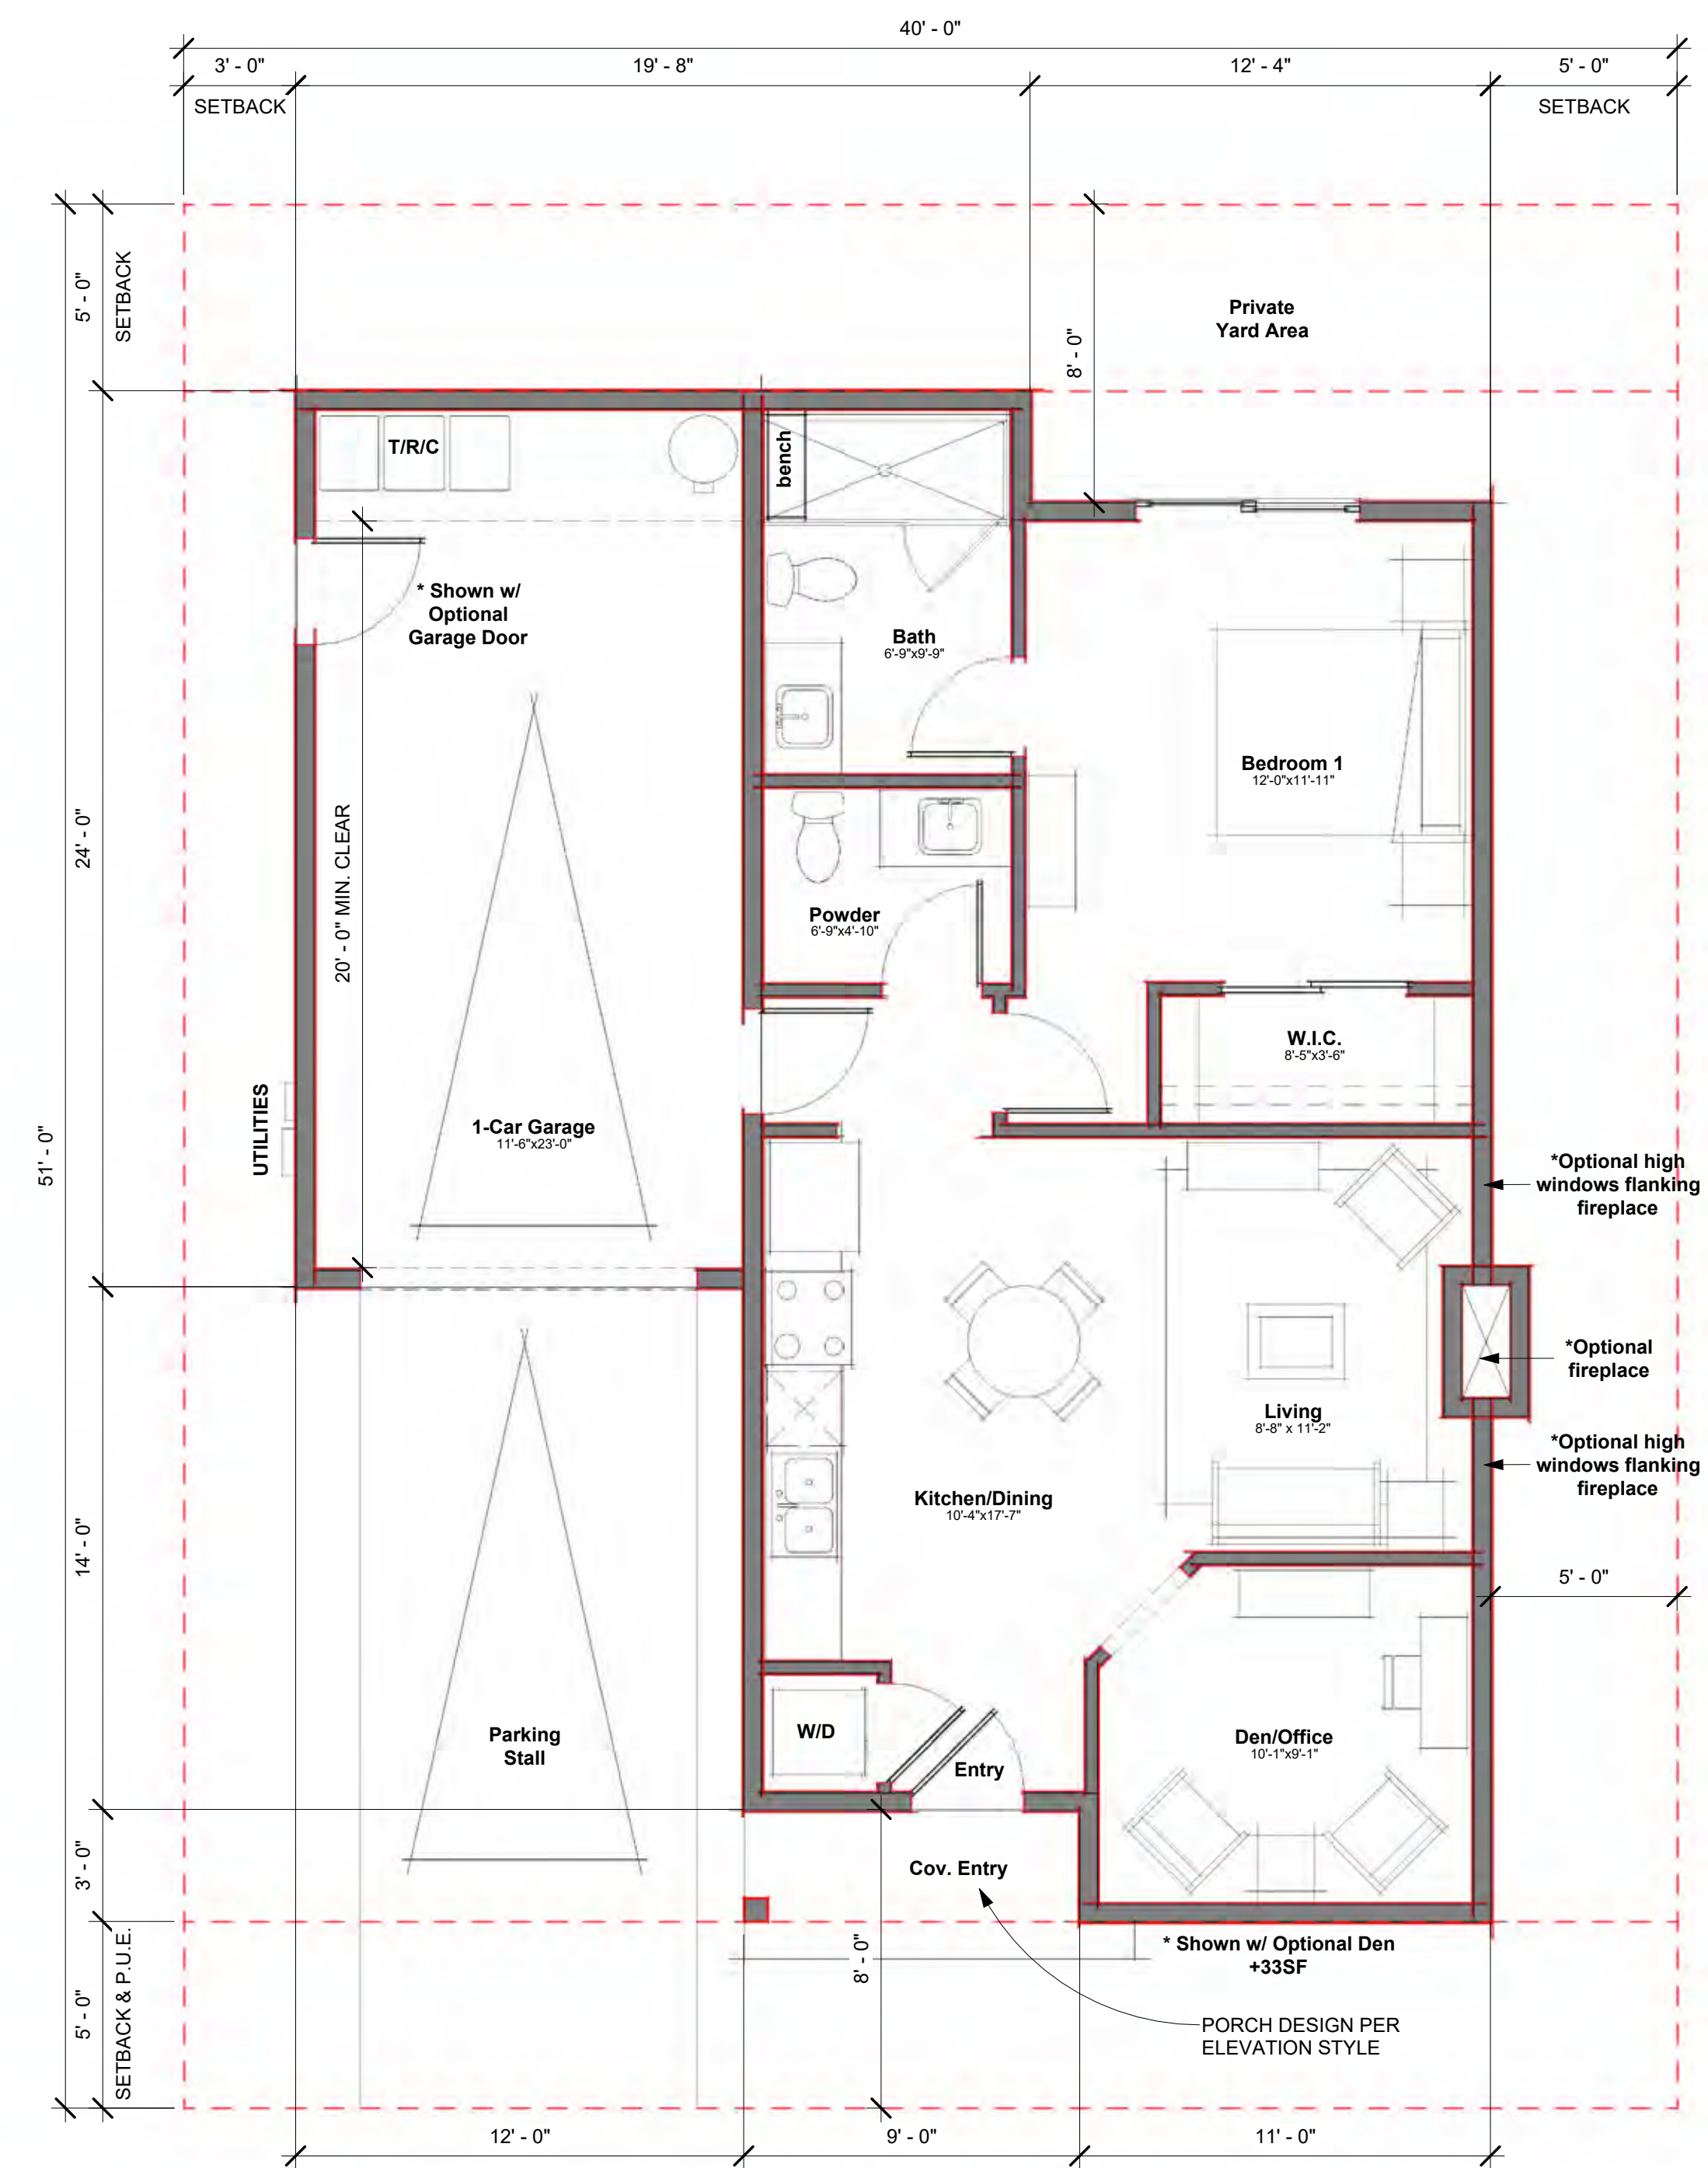 40' - 0"
3' - 0"
19' - 8"
12' - 4"
5' - 0"
SETBACK
SETBACK
5' - 0"
SETBACK
8' - 0"
Private
Yard Area
T/R/C
bench
* Shown w/
Optional
Garage Door
Bath
6'-9"x9'-9"
Bedroom 1
12'-0"x11'-11"
24' - 0"
20' - 0" MIN. CLEAR
Powder
6'-9"x4'-10"
W.I.C.
8'-5"x3'-6"
UTILITIES
1-Car Garage
11'-6"x23'-0"
51' - 0"
*Optional high
windows flanking
fireplace
*Optional
fireplace
Living
8'-8" x 11'-2"
*Optional high
windows flanking
fireplace
Kitchen/Dining
10'-4"x17'-7"
14' - 0"
5' - 0"
Parking
Stall
W/D
Entry
Den/Office
10'-1"x9'-1"
3' - 0"
Cov. Entry
* Shown w/ Optional Den
+33SF
8' - 0"
5' - 0"
SETBACK & P.U.E.
PORCH DESIGN PER
ELEVATION STYLE
12' - 0"
9' - 0"
11' - 0"